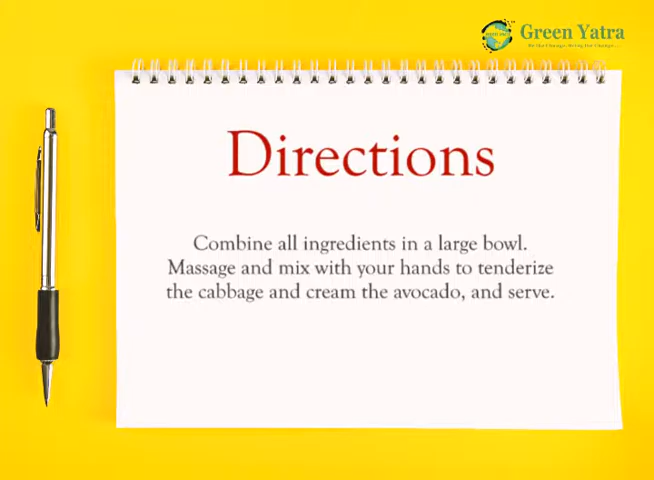 Green Yatra
Directions
Combine all ingredients in a large bowl.
Massage and mix with your hands to tenderize
the cabbage and cream the avocado, and serve.